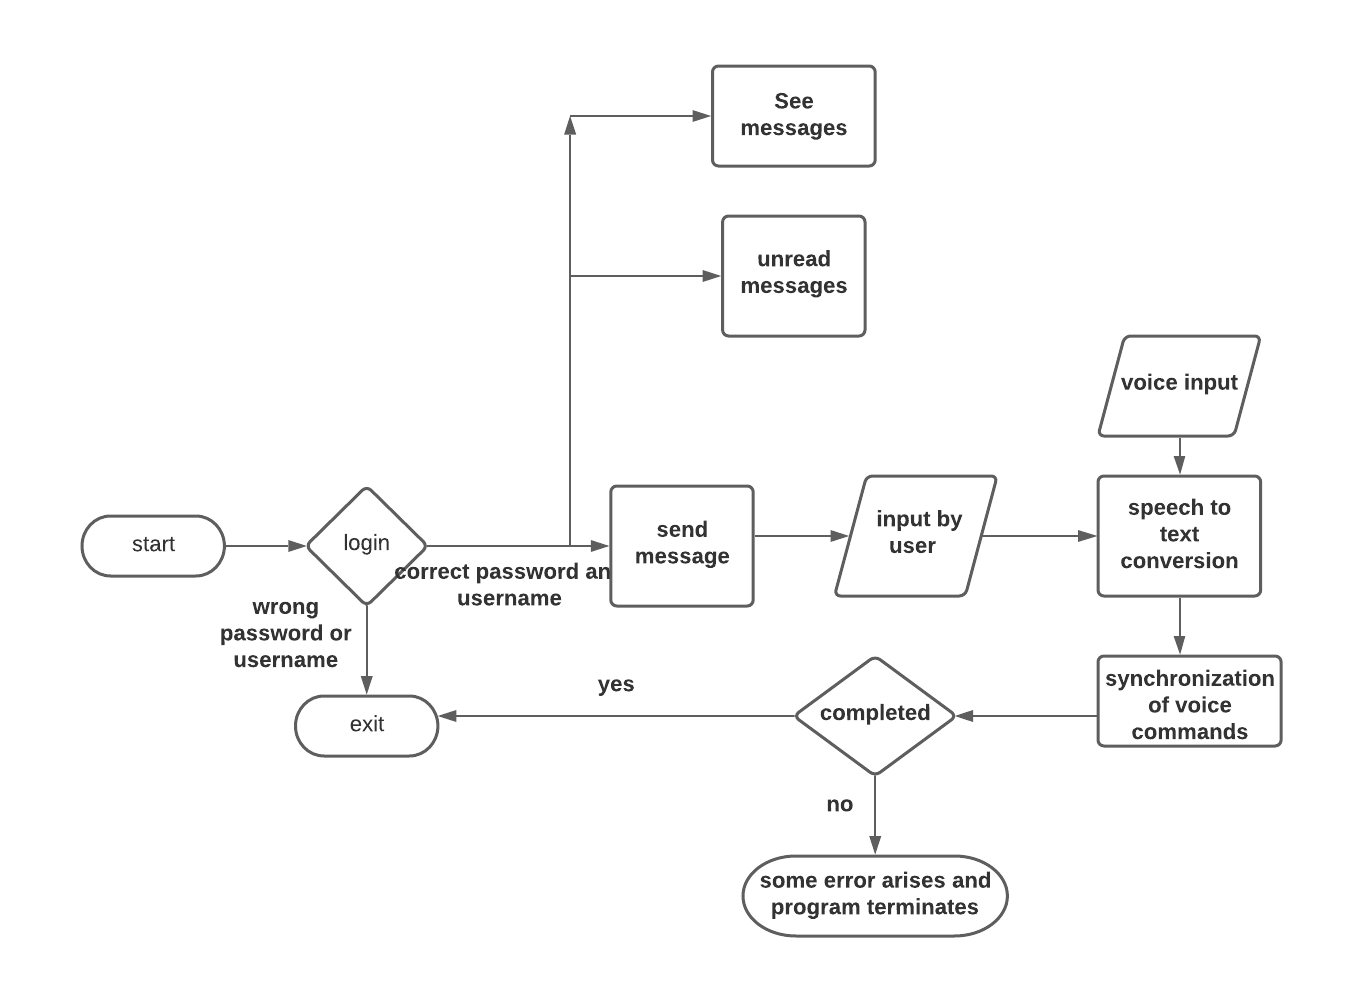 See
messages
unread
messages
voice input
start
login
correct password an
username
wrong
password or
username
send
message
input by
user
speech to
text
conversion
synchronization
of voice
commands
completed
yes
exit
no
some error arises and
program terminates